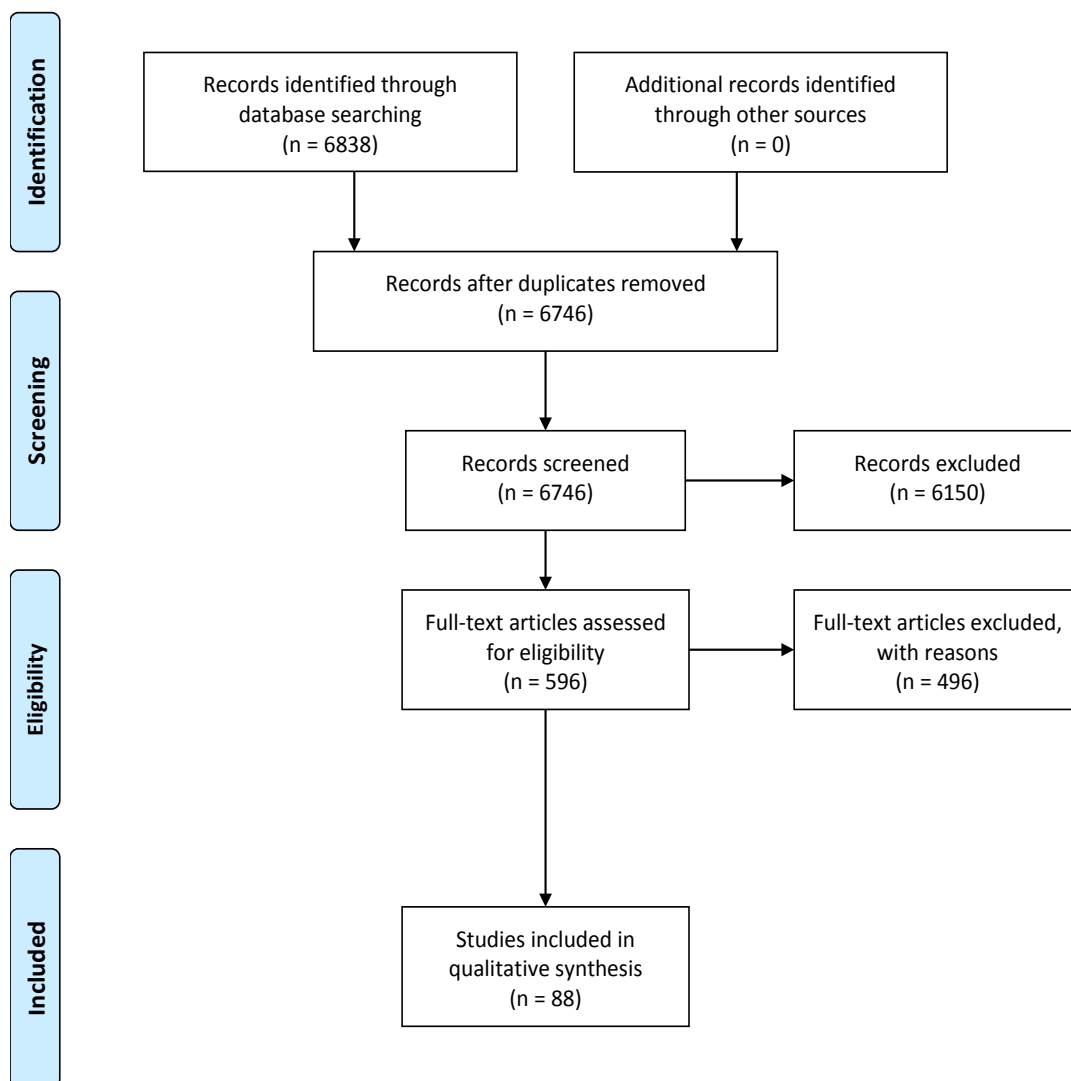 Identification
Records identified through
database searching
(n = 6838)
Additional records identified
through other sources
(n = 0)
Records after duplicates removed
(n = 6746)
Screening
Records screened
(n = 6746)
Records excluded
(n = 6150)
Eligibility
Full-text articles assessed
for eligibility
(n = 596)
Full-text articles excluded,
with reasons
(n = 496)
Included
Studies included in
qualitative synthesis
(n = 88)